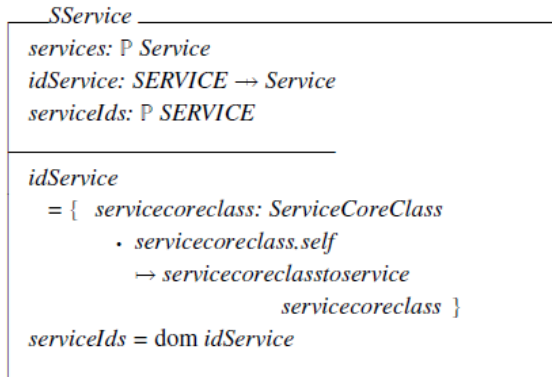 SService
services: ℙ Service
idService: SERVICE → Service
serviceIds: ℙ SERVICE
idService
= { servicecoreclass: ServiceCoreClass
• servicecoreclass.self
↦ servicecoreclasstoservice
servicecoreclass }
serviceIds = dom idService